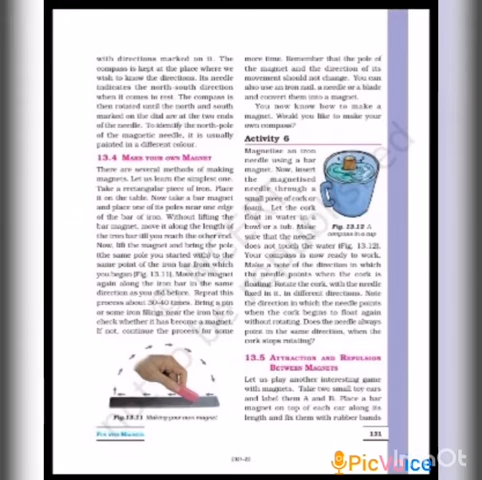 with directions marked on it. The
compass is kept at the place where we
wish to know the directions. Its needle
indicates the north-south direction
when it comes to rest. The compass is
then rotated until the north and south
marked on the dial are at the two ends
of the needle. To identify the north-pole
of the magnetic needle, it is usually
painted in a different colour.
13.4 MAKE YOUR OWN MAGNET
There are several methods of making
magnets. Let us learn the simplest one.
Take a rectangular piece of iron. Place
it on the table. Now take a bar magnet
and place one of its poles near one edge
of the bar of iron. Without lifting the
bar magnet, move it along the length of
the iron bar till you reach the other end.
Now, lift the magnet and bring the pole
(the same pole you started with) to the
same point of the iron bar from which
you began [Fig. 13.11]. Move the magnet
again along the iron bar in the same
direction as you did before. Repeat this
process about 30-40 times. Bring a pin
or some iron filings near the iron bar to
check whether it has become a magnet.
If not, continue the process for some
Fig. 13.11 Making your own magnet
FUN WITH MAGNETS
more time. Remember that the pole of
the magnet and the direction of its
movement should not change. You can
also use an iron nail, a needle or a blade
and convert them into a magnet.
You now know how to make a
magnet. Would you like to make your
own compass?
Activity 6
Magnetise an iron
needle using a bar
magnet. Now, insert
the magnetised
needle through a
small piece of cork or
foam. Let the cork
float in water in a
bowl or a tub. Make
sure that the needle
does not touch the water [Fig. 13.12].
Your compass is now ready to work.
Make a note of the direction in which
the needle points when the cork is
floating. Rotate the cork, with the needle
fixed in it, in different directions. Note
the direction in which the needle points
when the cork begins to float again
without rotating. Does the needle always
point in the same direction, when the
cork stops rotating?
Fig. 13.12 A
compass in a cup
13.5 ATTRACTION AND REPULSION
BETWEEN MAGNETS
Let us play another interesting game
with magnets. Take two small toy cars
and label them A and B. Place a bar
magnet on top of each car along its
length and fix them with rubber bands
131
PicVoice